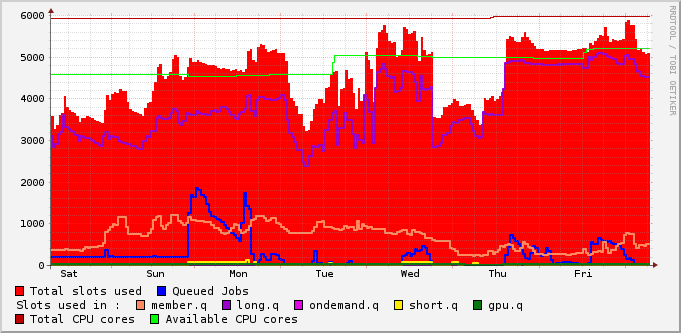 RRDTOOL / TOBI OETIKER
6000
5000
4000
3000
2000
1000
0
Sat Sun Mon Tue Wed Thu Fri
Total slots used Queued Jobs
Slots used in : member.q long.q ondemand.q short.q gpu.q
Total CPU cores Available CPU cores